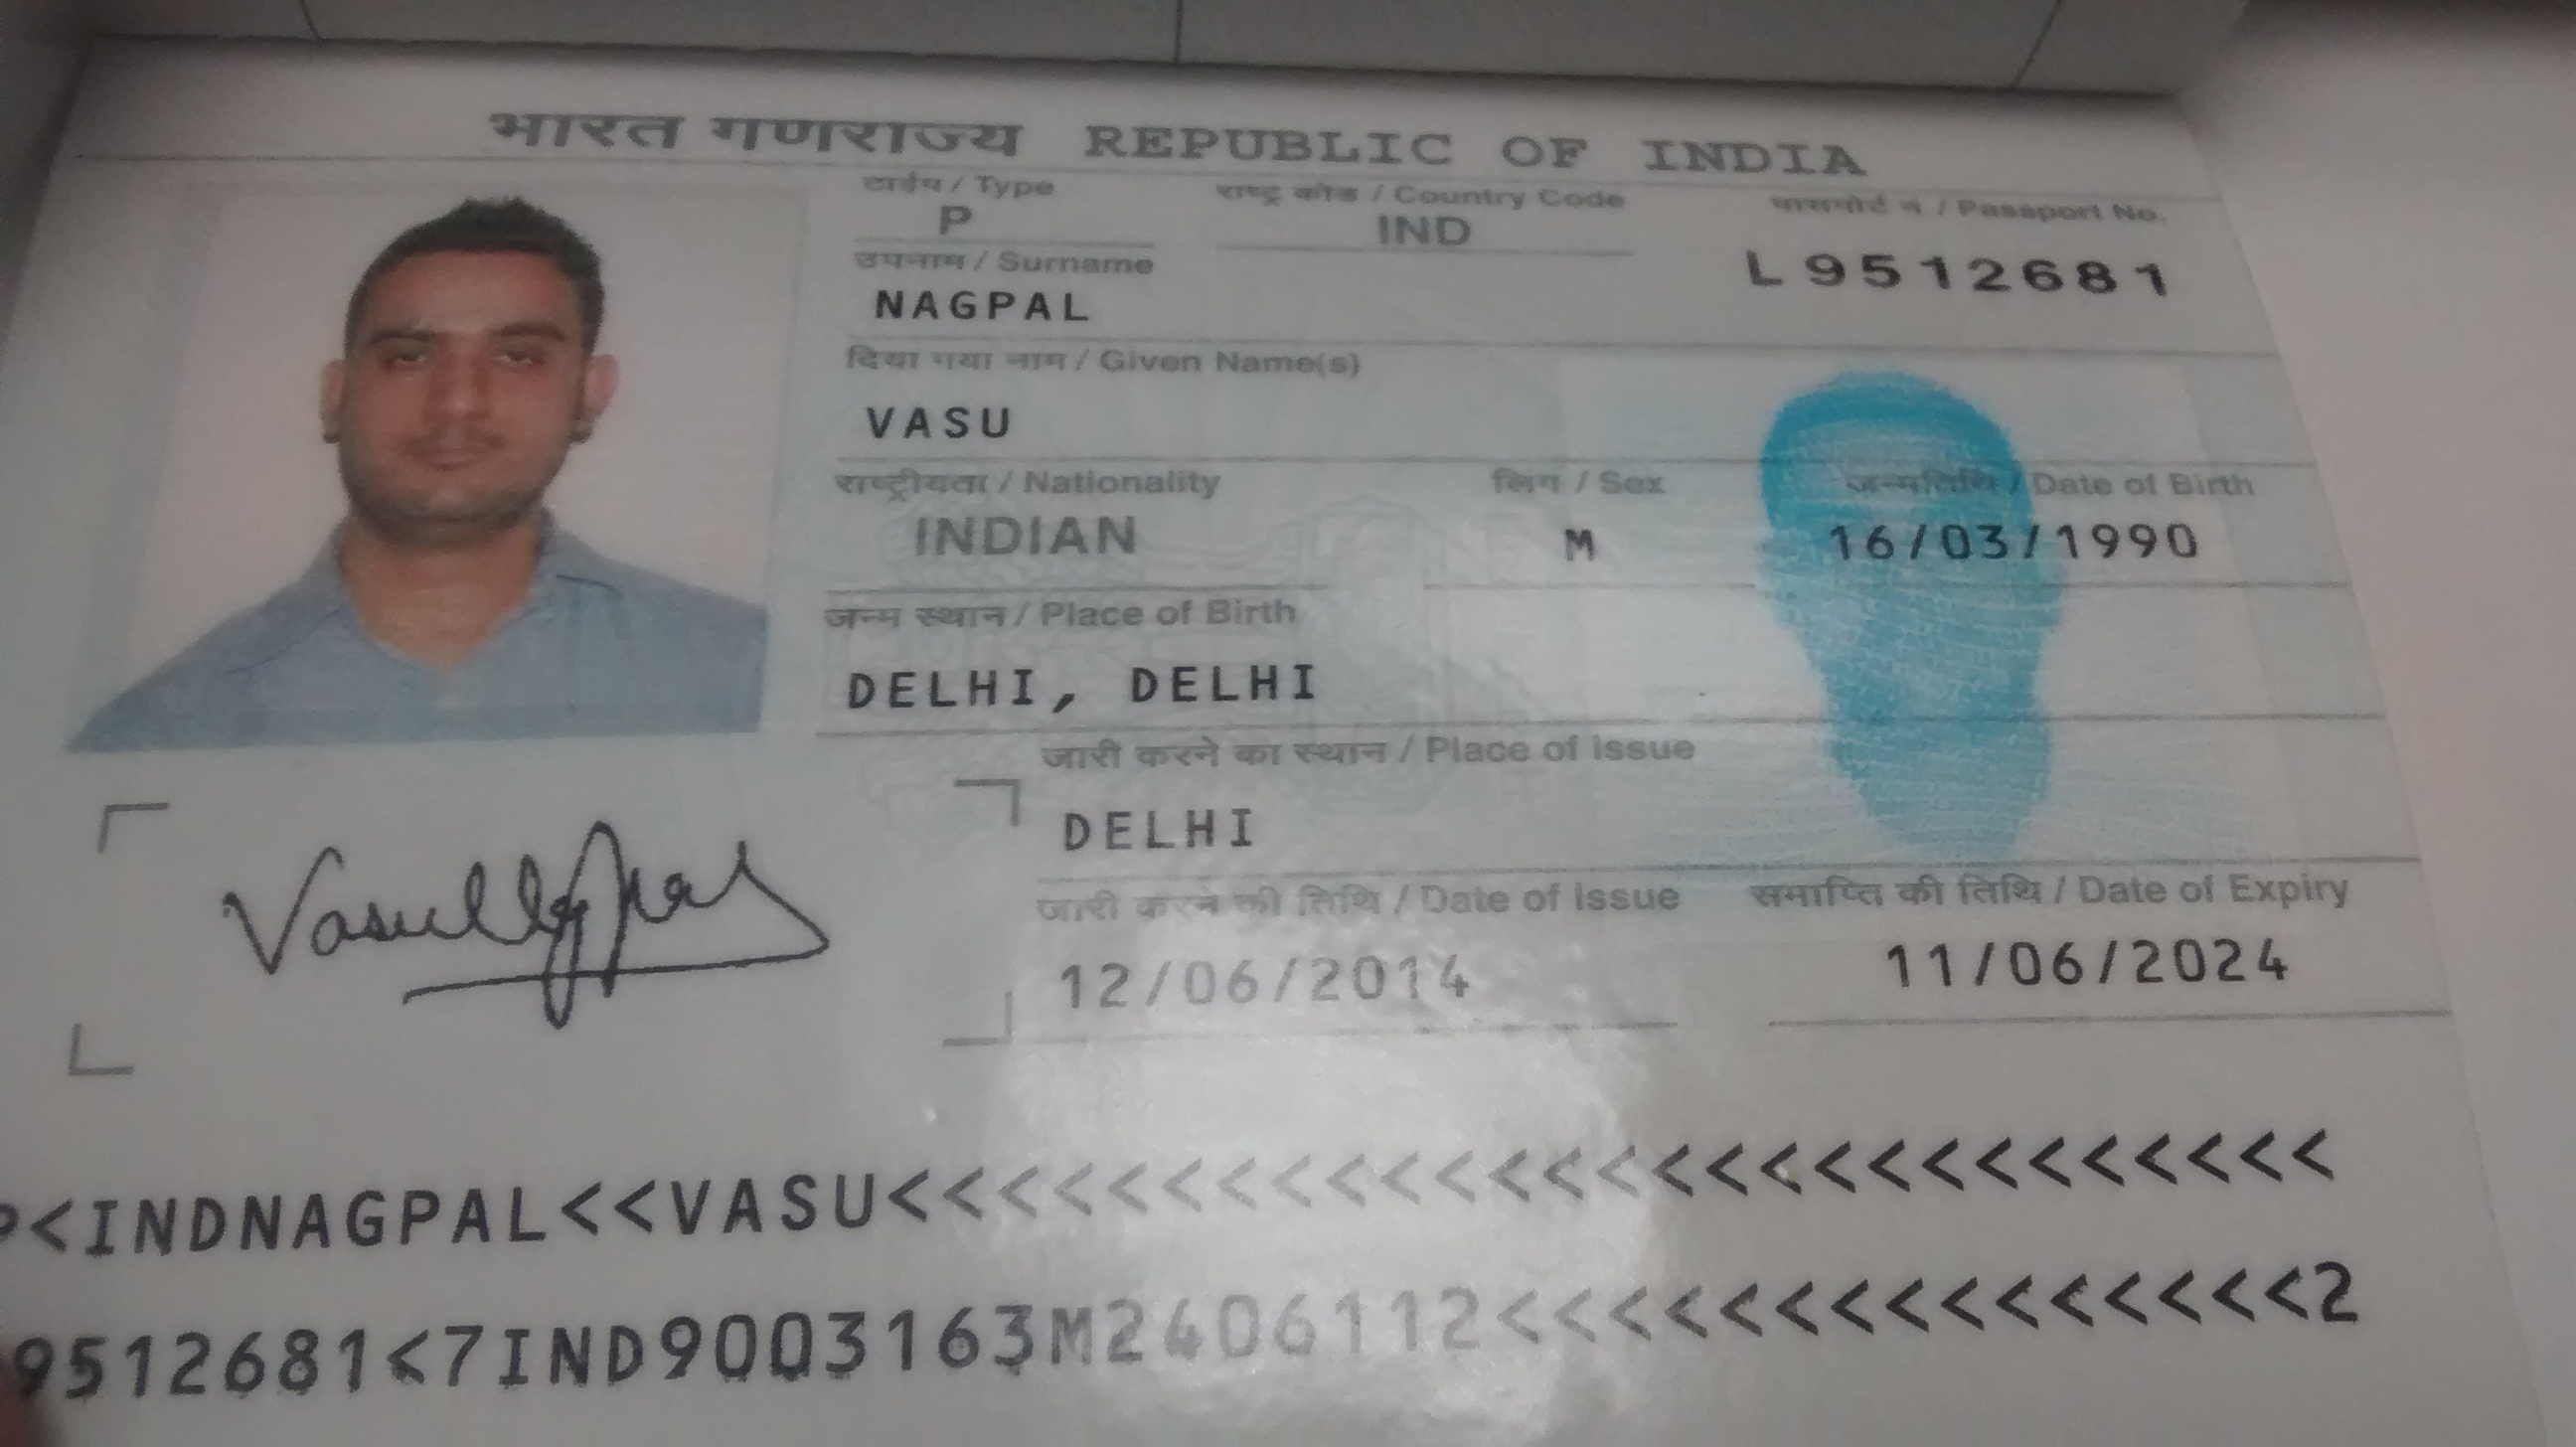 भारत गणराज्य REPUBLIC OF INDIA
टाईप / Type
राष्ट्र कोड / Country Code
पासपोर्ट नं / Passport No.
P
IND
L9512681
उपनाम / Surname
NAGPAL
दिया गया नाम / Given Name(s)
VASU
राष्ट्रीयता / Nationality
लिंग / Sex
जन्मतिथि / Date of Birth
INDIAN
M
16/03/1990
जन्म स्थान / Place of Birth
DELHI, DELHI
जारी करने का स्थान / Place of Issue
DELHI
जारी करने की तिथि / Date of Issue
समाप्ति की तिथि / Date of Expiry
12/06/2014
11/06/2024
Vasu Nagpal
P<INDNAGPAL<<VASU<<<<<<<<<<<<<<<<<<<<<<<<<<<
9512681<7IND9003163M2406112<<<<<<<<<<<<<<<2